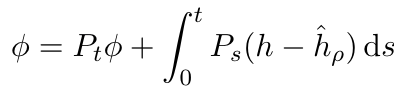 ϕ = P_t ϕ + ∫_0^t P_s(h − ĥ_ρ) ds